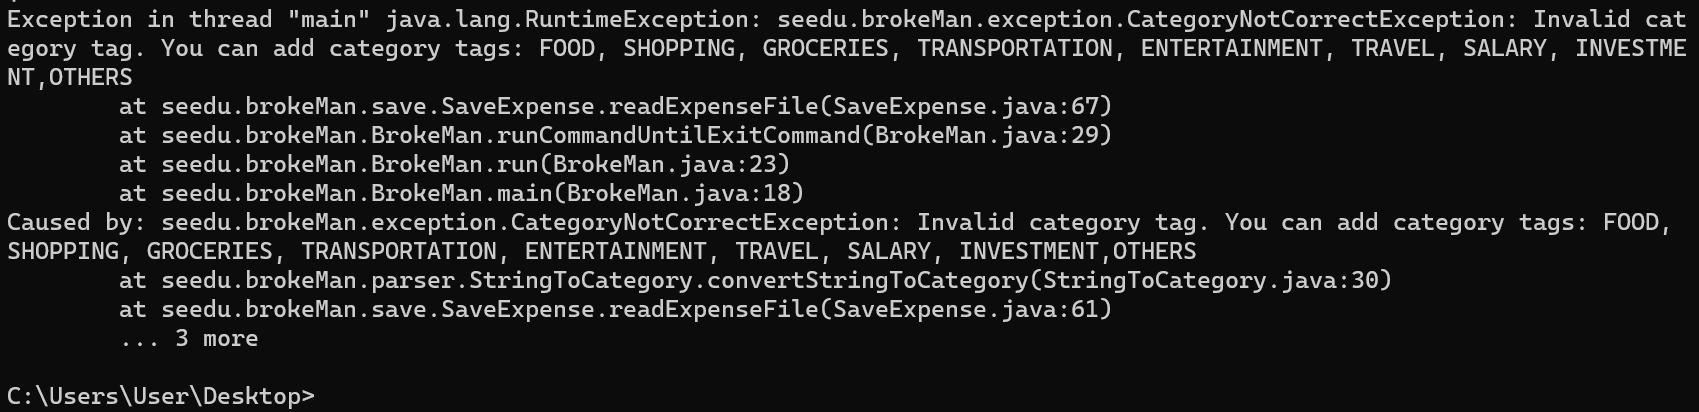 Exception in thread "main" java.lang.RuntimeException: seedu.brokeMan.exception.CategoryNotCorrectException: Invalid cat
egory tag. You can add category tags: FOOD, SHOPPING, GROCERIES, TRANSPORTATION, ENTERTAINMENT, TRAVEL, SALARY, INVESTME
NT,OTHERS
        at seedu.brokeMan.save.SaveExpense.readExpenseFile(SaveExpense.java:67)
        at seedu.brokeMan.BrokeMan.runCommandUntilExitCommand(BrokeMan.java:29)
        at seedu.brokeMan.BrokeMan.run(BrokeMan.java:23)
        at seedu.brokeMan.BrokeMan.main(BrokeMan.java:18)
Caused by: seedu.brokeMan.exception.CategoryNotCorrectException: Invalid category tag. You can add category tags: FOOD,
SHOPPING, GROCERIES, TRANSPORTATION, ENTERTAINMENT, TRAVEL, SALARY, INVESTMENT,OTHERS
        at seedu.brokeMan.parser.StringToCategory.convertStringToCategory(StringToCategory.java:30)
        at seedu.brokeMan.save.SaveExpense.readExpenseFile(SaveExpense.java:61)
        ... 3 more
C:\Users\User\Desktop>